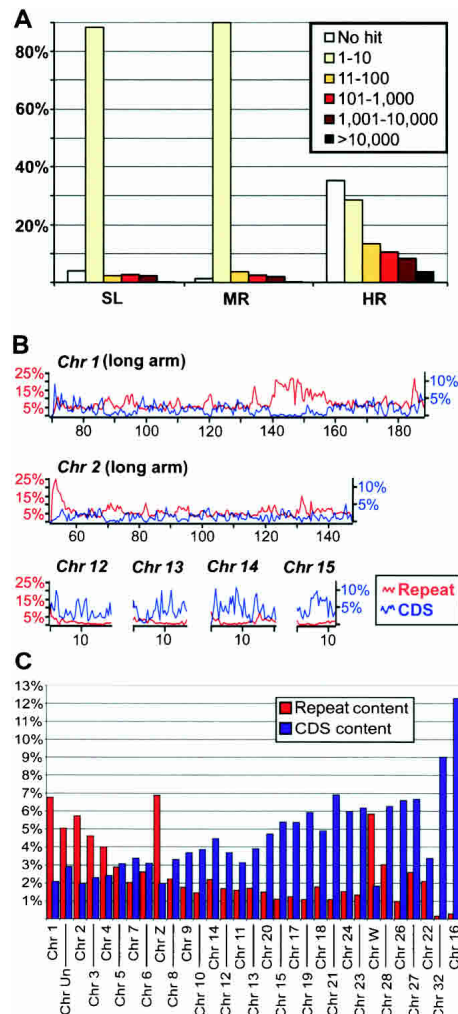 A
80%
60%
40%
20%
No hit
1-10
11-100
101-1,000
1,001-10,000
>10,000
SL MR HR
B
Chr 1 (long arm)
25%
15%
5%
10%
5%
80 100 120 140 160 180
Chr 2 (long arm)
25%
15%
5%
10%
5%
60 80 100 120 140
Chr 12 Chr 13 Chr 14 Chr 15
25%
15%
5%
10%
5%
10 10 10 10
Repeat
CDS
C
13%
12%
11%
10%
9%
8%
7%
6%
5%
4%
3%
2%
1%
Repeat content
CDS content
Chr 1
Chr Un
Chr 2
Chr 3
Chr 4
Chr 5
Chr 7
Chr 6
Chr Z
Chr 8
Chr 9
Chr 10
Chr 14
Chr 12
Chr 11
Chr 13
Chr 20
Chr 15
Chr 17
Chr 19
Chr 18
Chr 21
Chr 24
Chr 23
Chr W
Chr 28
Chr 26
Chr 27
Chr 22
Chr 32
Chr 16